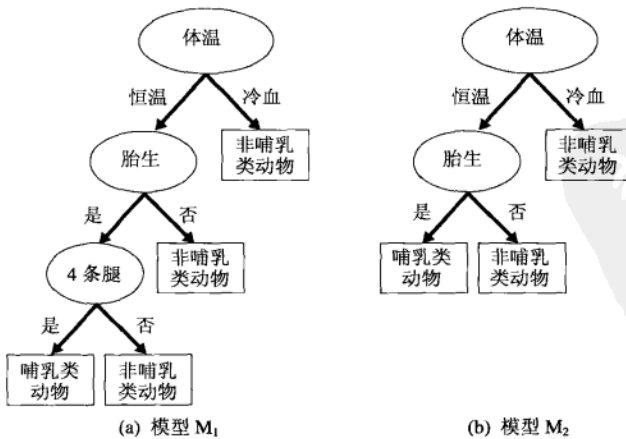 体温
恒温
冷血
胎生
非哺乳
类动物
是
否
4 条腿
非哺乳
类动物
是
否
哺乳类
动物
非哺乳
类动物
(a) 模型 M₁
体温
恒温
冷血
胎生
非哺乳
类动物
是
否
哺乳类
动物
非哺乳
类动物
(b) 模型 M₂